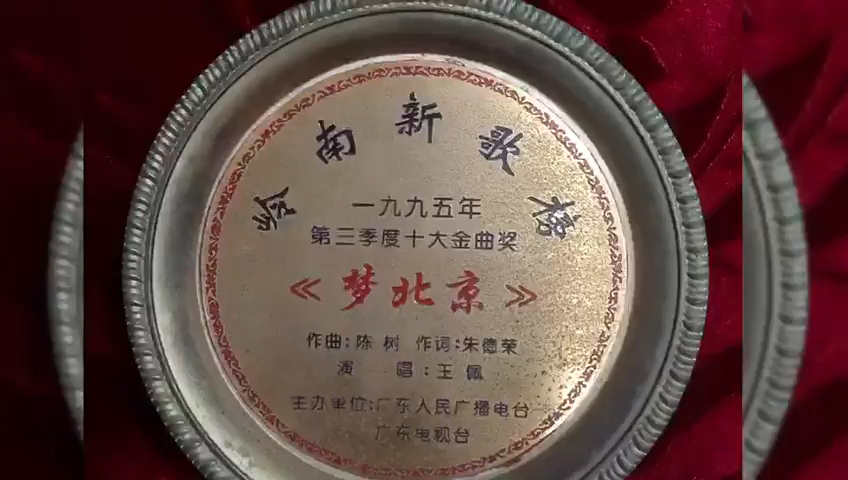 岭南新歌榜
一九九五年
第三季度十大金曲奖
《梦北京》
作曲:陈 树 作词:朱德荣
演 唱:王 佩
主办单位:广东人民广播电台
广东电视台